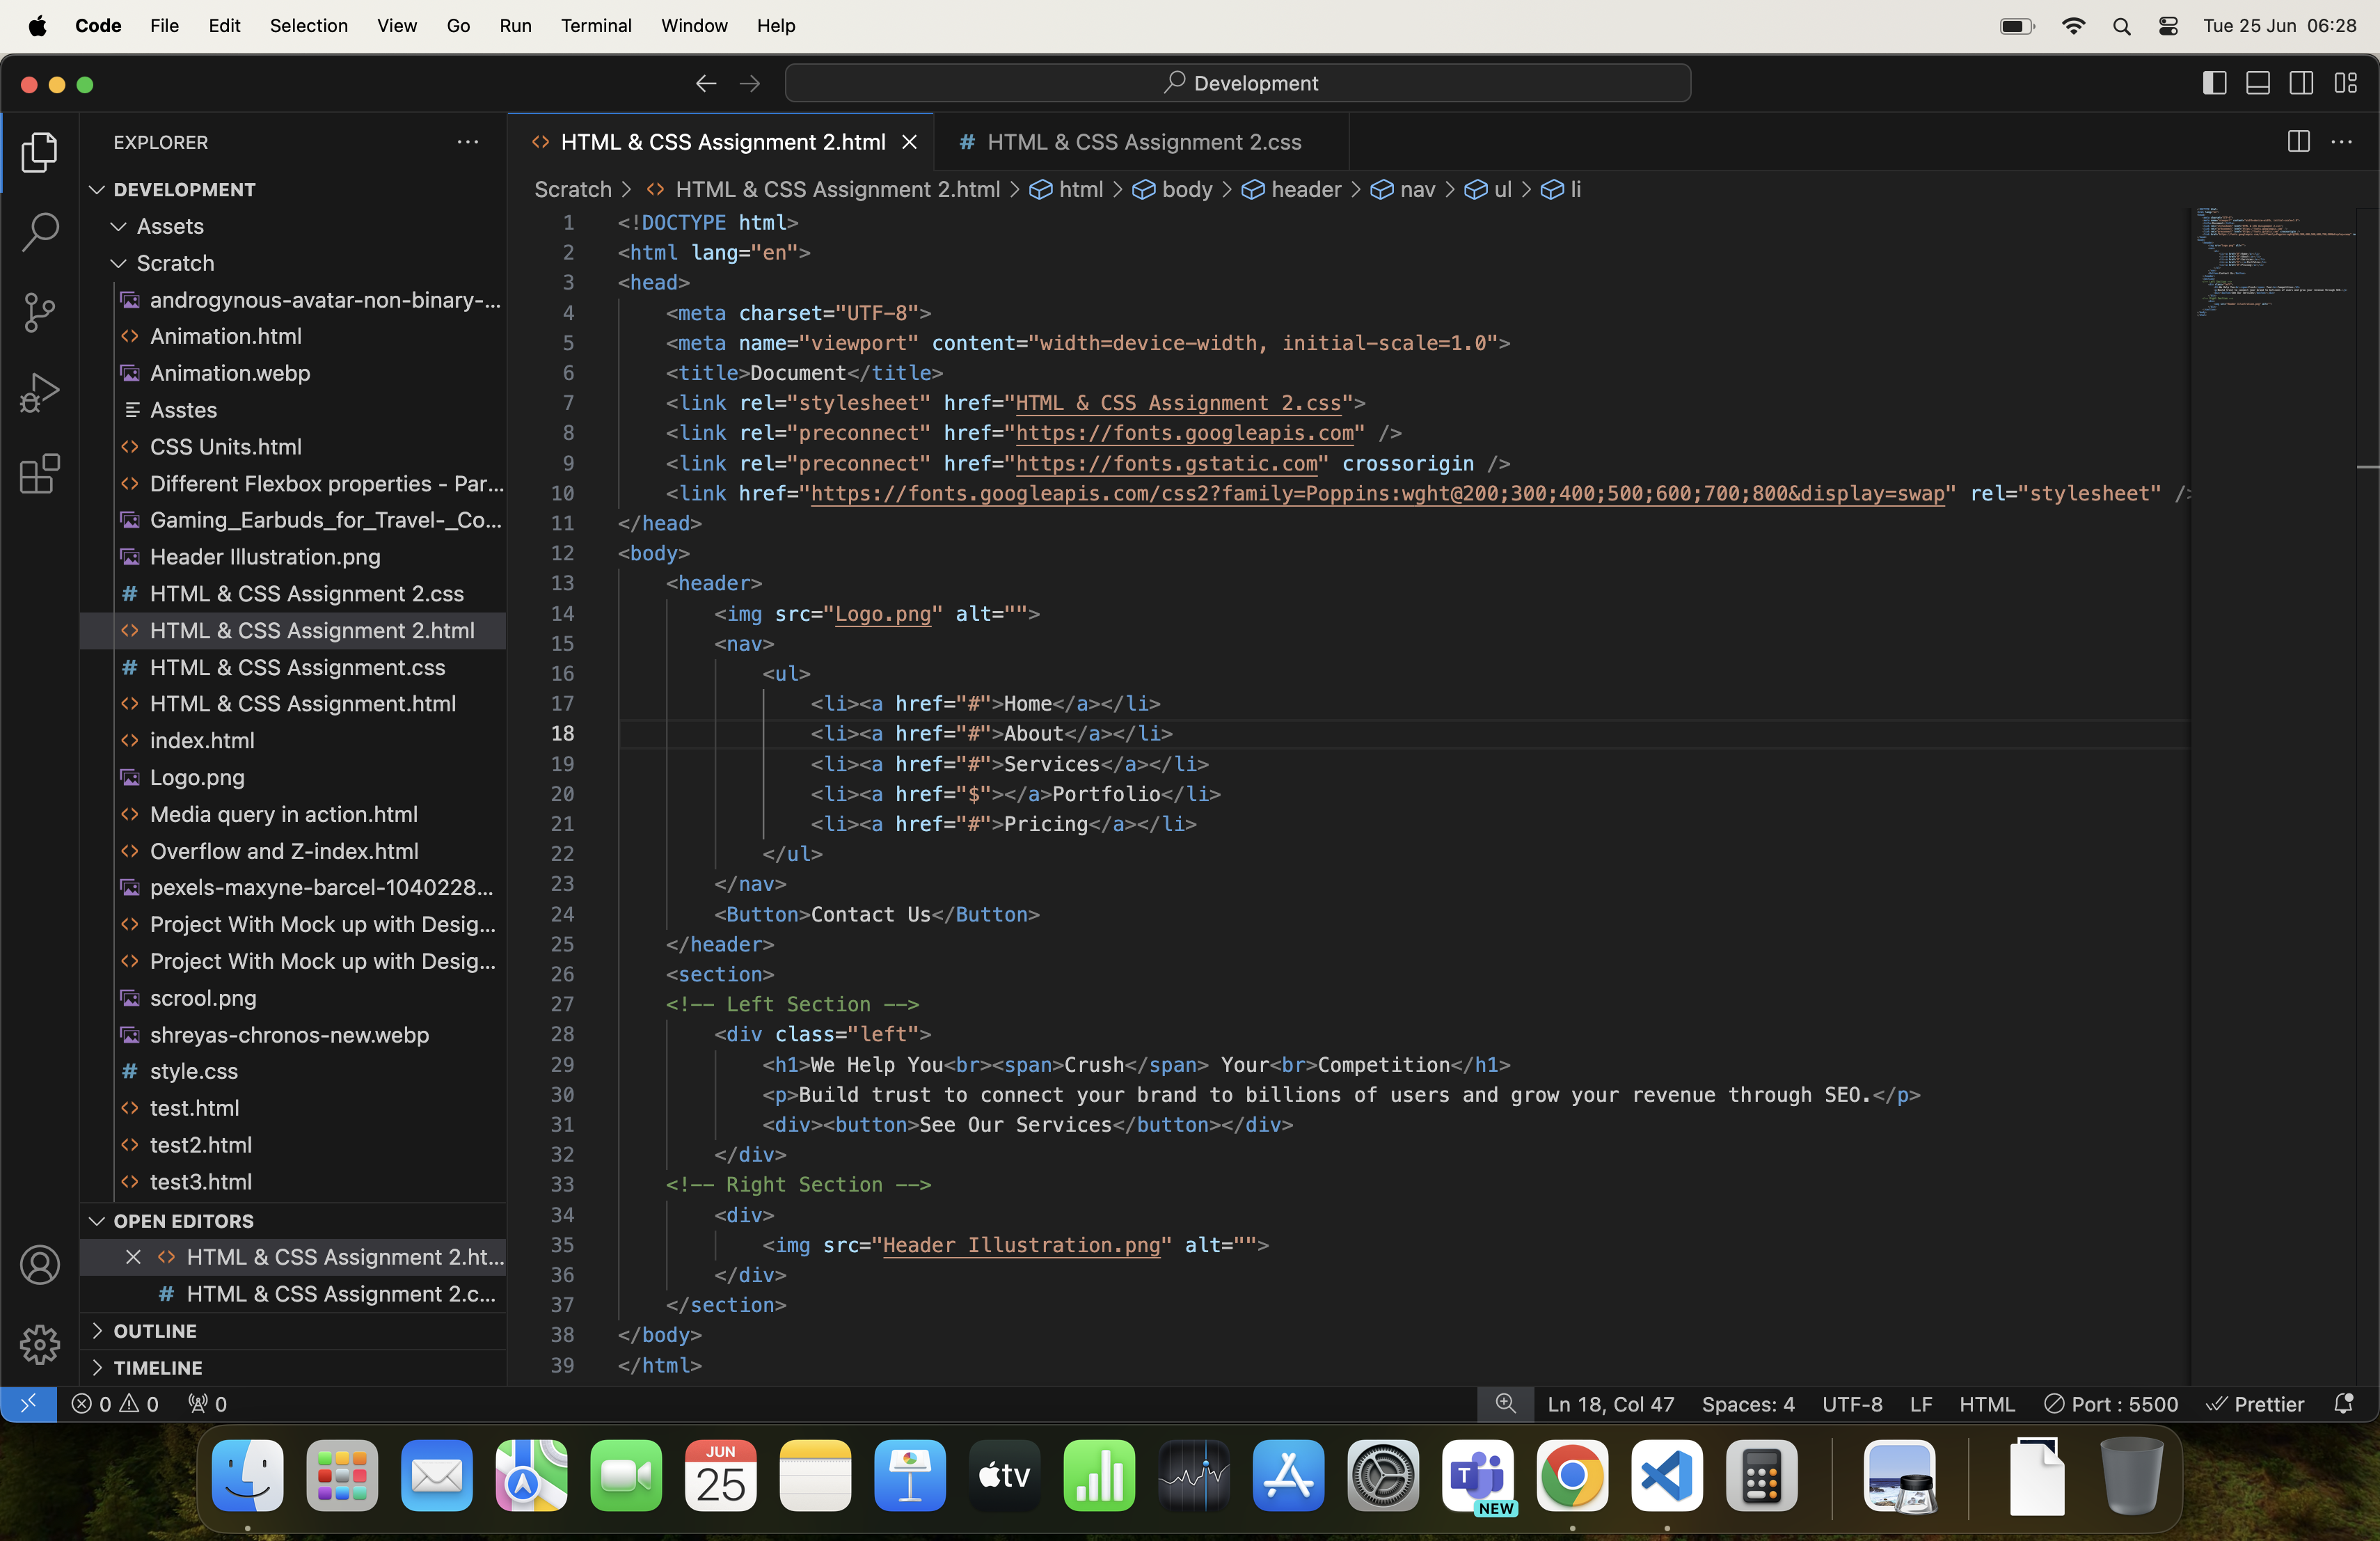 Code File Edit Selection View Go Run Terminal Window Help Tue 25 Jun 06:28
Development
EXPLORER
DEVELOPMENT
Assets
Scratch
androgynous-avatar-non-binary-...
Animation.html
Animation.webp
Asstes
CSS Units.html
Different Flexbox properties - Par...
Gaming_Earbuds_for_Travel-_Co...
Header Illustration.png
HTML & CSS Assignment 2.css
HTML & CSS Assignment 2.html
HTML & CSS Assignment.css
HTML & CSS Assignment.html
index.html
Logo.png
Media query in action.html
Overflow and Z-index.html
pexels-maxyne-barcel-1040228...
Project With Mock up with Desig...
Project With Mock up with Desig...
scrool.png
shreyas-chronos-new.webp
style.css
test.html
test2.html
test3.html
OPEN EDITORS
HTML & CSS Assignment 2.ht...
HTML & CSS Assignment 2.c...
OUTLINE
TIMELINE
HTML & CSS Assignment 2.html
HTML & CSS Assignment 2.css
Scratch > HTML & CSS Assignment 2.html > html > body > header > nav > ul > li
1 <!DOCTYPE html>
2 <html lang="en">
3 <head>
4 <meta charset="UTF-8">
5 <meta name="viewport" content="width=device-width, initial-scale=1.0">
6 <title>Document</title>
7 <link rel="stylesheet" href="HTML & CSS Assignment 2.css">
8 <link rel="preconnect" href="https://fonts.googleapis.com" />
9 <link rel="preconnect" href="https://fonts.gstatic.com" crossorigin />
10 <link href="https://fonts.googleapis.com/css2?family=Poppins:wght@200;300;400;500;600;700;800&display=swap" rel="stylesheet" />
11 </head>
12 <body>
13 <header>
14 <img src="Logo.png" alt="">
15 <nav>
16 <ul>
17 <li><a href="#">Home</a></li>
18 <li><a href="#">About</a></li>
19 <li><a href="#">Services</a></li>
20 <li><a href="$"></a>Portfolio</li>
21 <li><a href="#">Pricing</a></li>
22 </ul>
23 </nav>
24 <Button>Contact Us</Button>
25 </header>
26 <section>
27 <!-- Left Section -->
28 <div class="left">
29 <h1>We Help You<br><span>Crush</span> Your<br>Competition</h1>
30 <p>Build trust to connect your brand to billions of users and grow your revenue through SEO.</p>
31 <div><button>See Our Services</button></div>
32 </div>
33 <!-- Right Section -->
34 <div>
35 <img src="Header Illustration.png" alt="">
36 </div>
37 </section>
38 </body>
39 </html>
0 0 0 Ln 18, Col 47 Spaces: 4 UTF-8 LF HTML Port : 5500 Prettier
JUN
25
tv
T
NEW